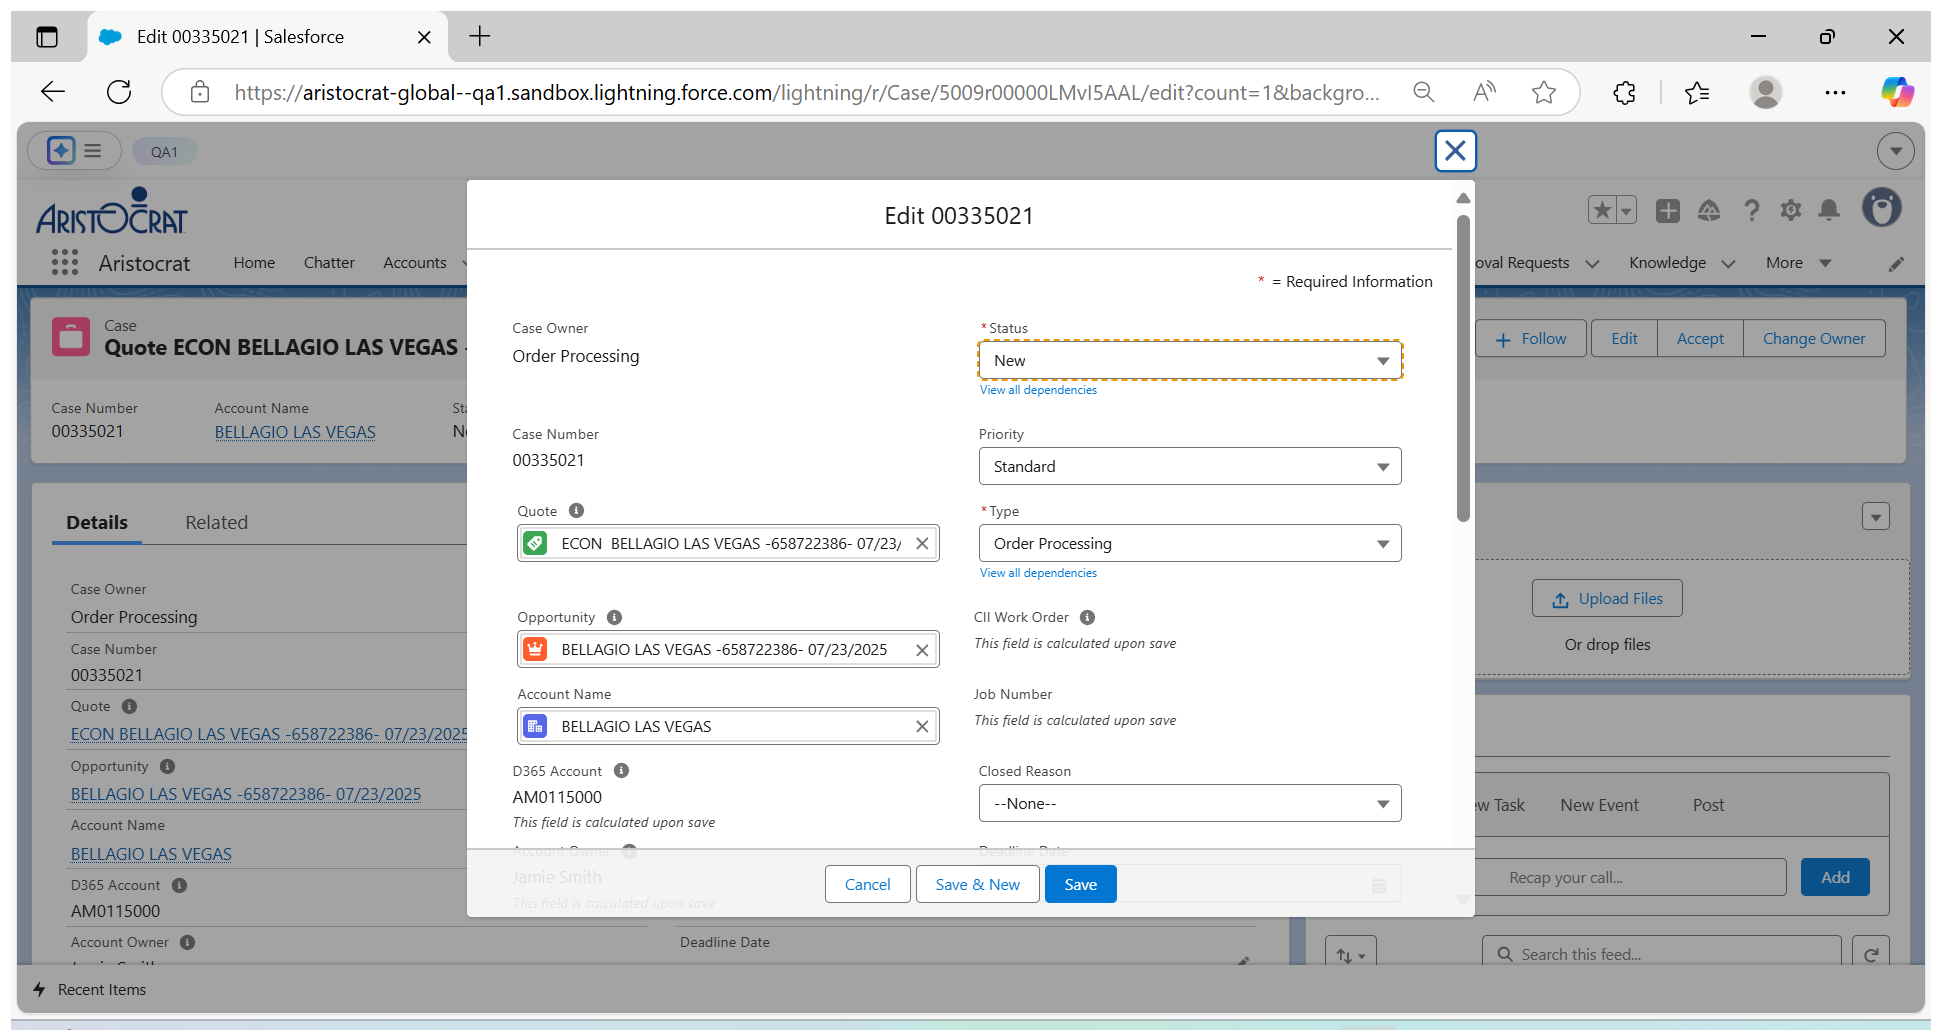 Edit 00335021 | Salesforce
https://aristocrat-global--qa1.sandbox.lightning.force.com/lightning/r/Case/5009r00000LMvI5AAL/edit?count=1&backgro...
QA1
ARISTOCRAT
Aristocrat Home Chatter Accounts
oval Requests Knowledge More
Case
Quote ECON BELLAGIO LAS VEGAS -
Follow Edit Accept Change Owner
Case Number Account Name
00335021 BELLAGIO LAS VEGAS
Details Related
Case Owner
Order Processing
Case Number
00335021
Quote
ECON BELLAGIO LAS VEGAS -658722386- 07/23/2025
Opportunity
BELLAGIO LAS VEGAS -658722386- 07/23/2025
Account Name
BELLAGIO LAS VEGAS
D365 Account
AM0115000
Account Owner
Deadline Date
Edit 00335021
* = Required Information
Case Owner
Order Processing
*Status
New
View all dependencies
Case Number
00335021
Priority
Standard
Quote
ECON BELLAGIO LAS VEGAS -658722386- 07/23/
*Type
Order Processing
View all dependencies
Opportunity
BELLAGIO LAS VEGAS -658722386- 07/23/2025
CII Work Order
This field is calculated upon save
Account Name
BELLAGIO LAS VEGAS
Job Number
This field is calculated upon save
D365 Account
AM0115000
This field is calculated upon save
Closed Reason
--None--
Account Owner
Jamie Smith
This field is calculated upon save
Deadline Date
Cancel Save & New Save
Upload Files
Or drop files
Task New Event Post
Recap your call...
Add
Search this feed...
Recent Items